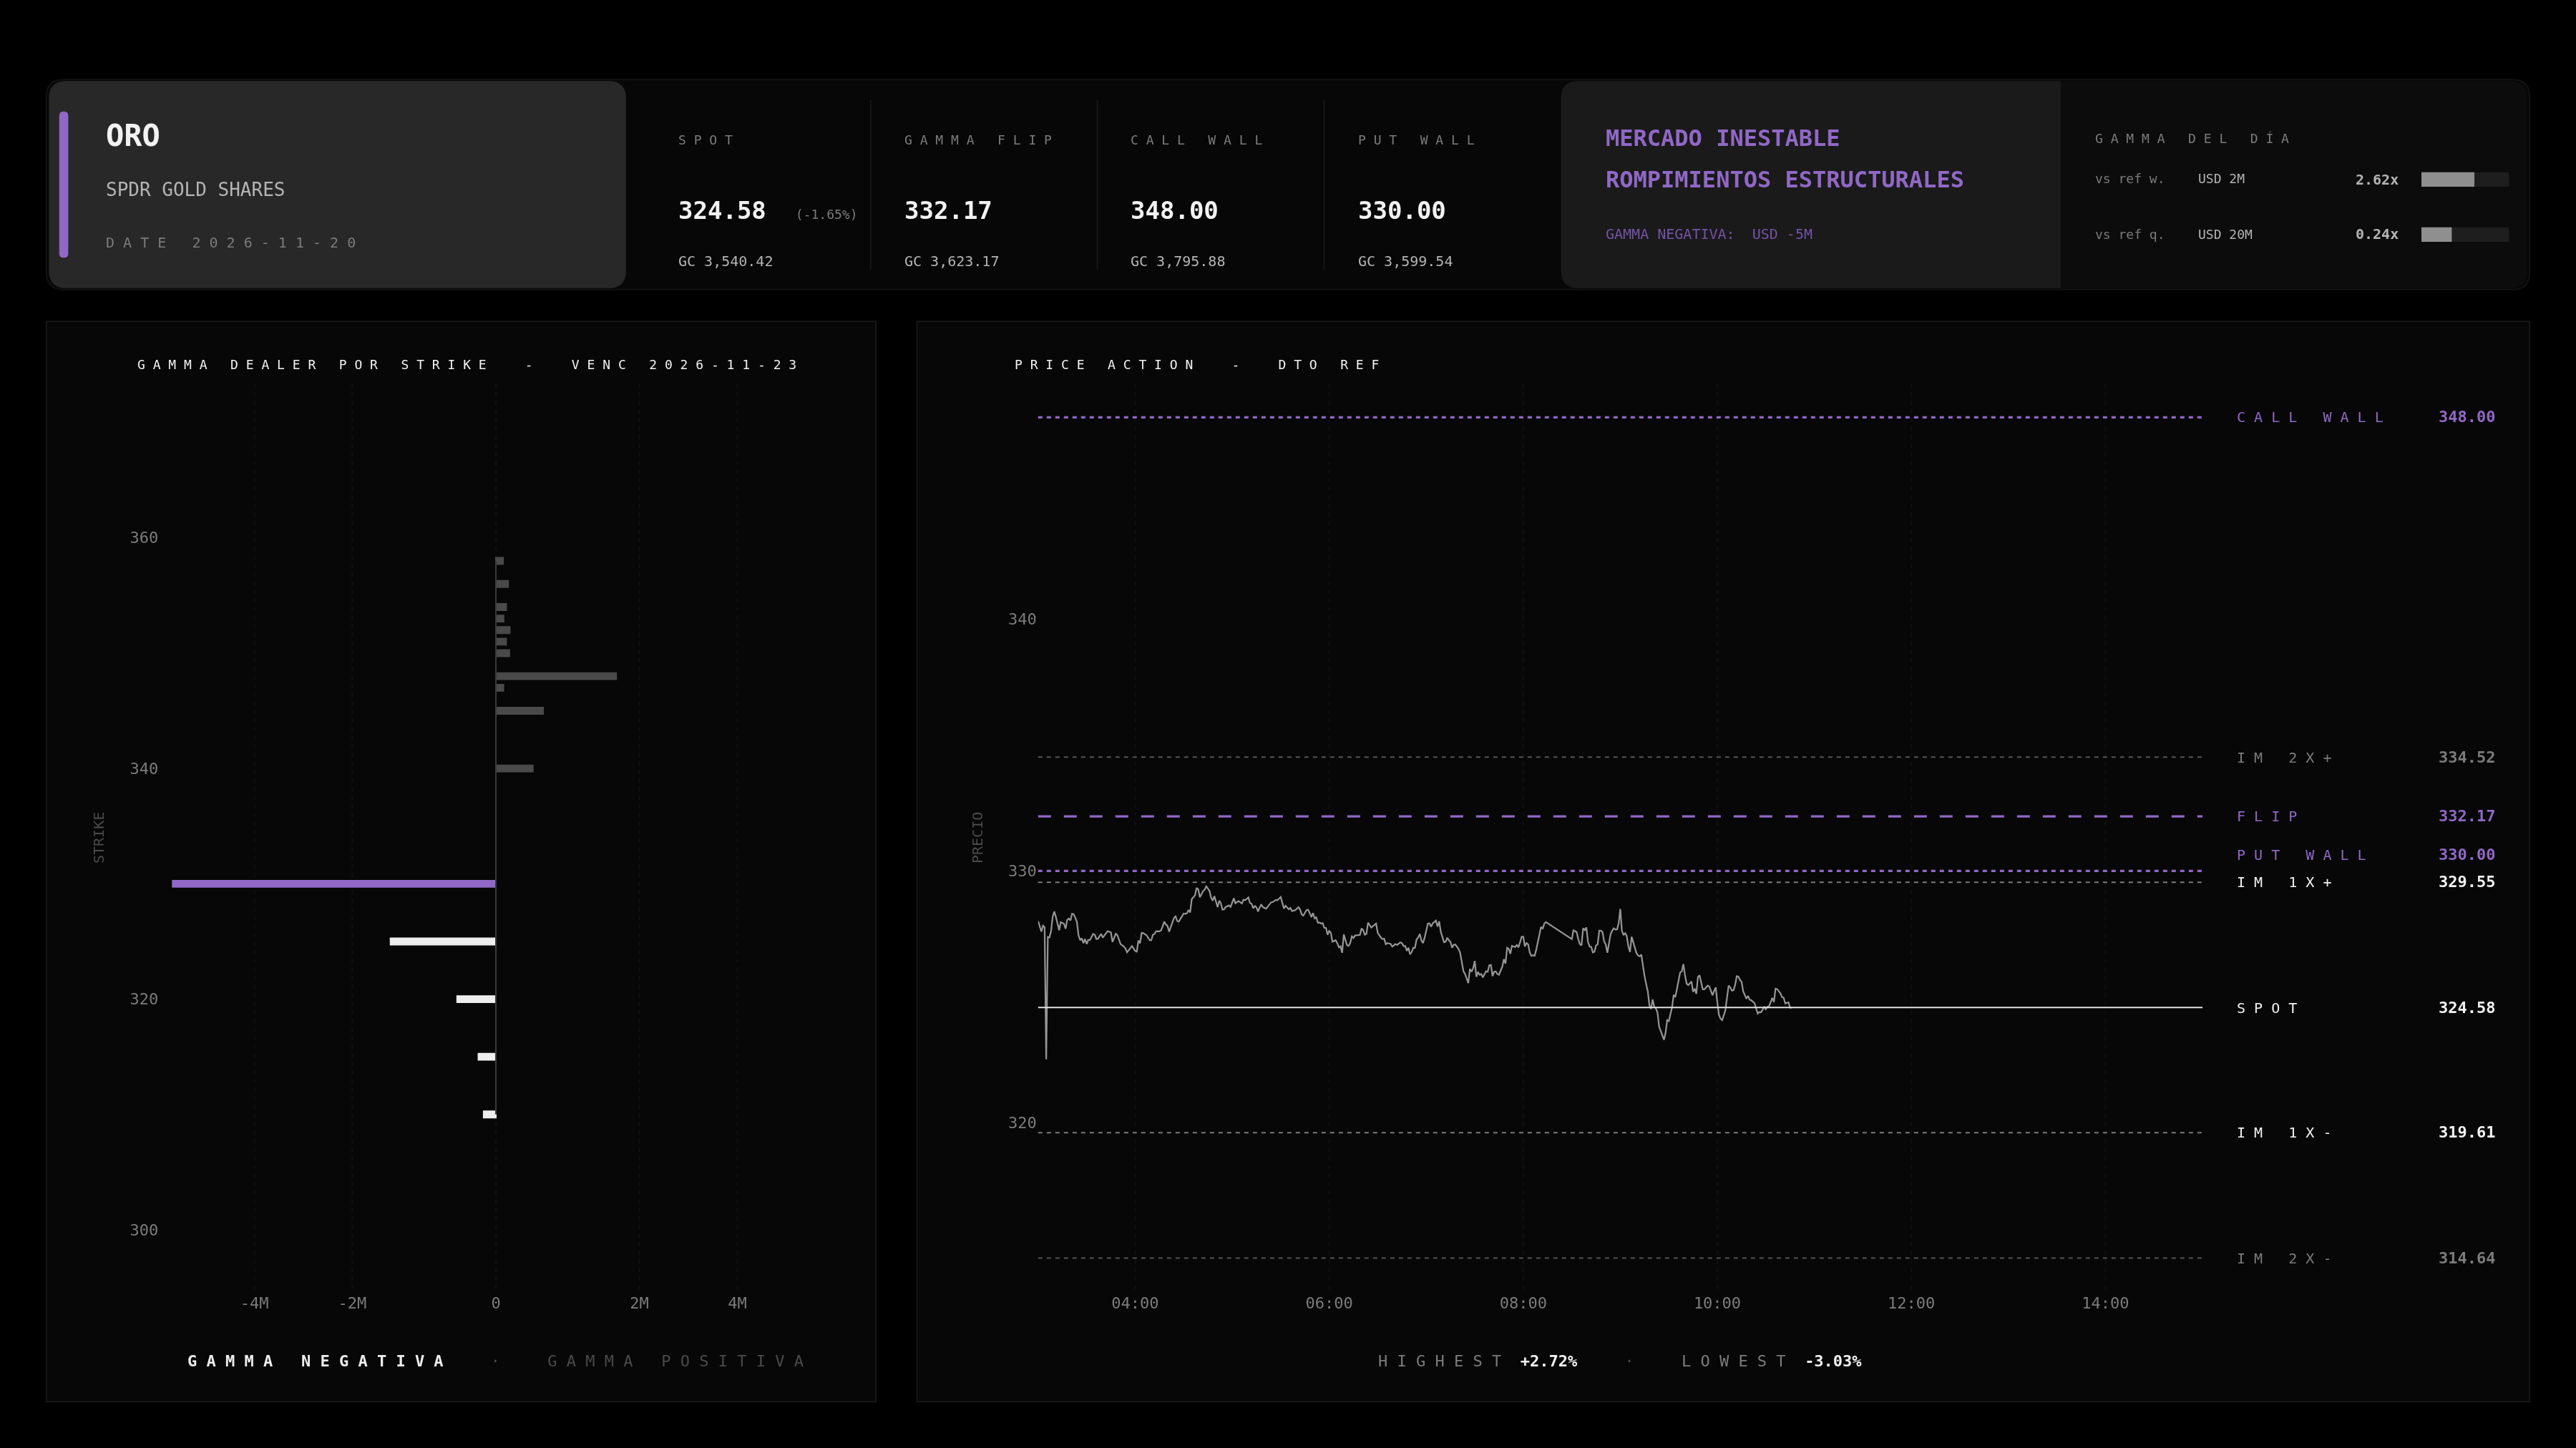 ORO
SPDR GOLD SHARES
DATE 2026-11-20
SPOT
324.58 (-1.65%)
GC 3,540.42
GAMMA FLIP
332.17
GC 3,623.17
CALL WALL
348.00
GC 3,795.88
PUT WALL
330.00
GC 3,599.54
MERCADO INESTABLE
ROMPIMIENTOS ESTRUCTURALES
GAMMA NEGATIVA: USD -5M
GAMMA DEL DÍA
vs ref w. USD 2M 2.62x
vs ref q. USD 20M 0.24x
GAMMA DEALER POR STRIKE - VENC 2026-11-23
360
340
320
300
STRIKE
-4M -2M 0 2M 4M
GAMMA NEGATIVA · GAMMA POSITIVA
PRICE ACTION - DTO REF
340
330
320
PRECIO
CALL WALL 348.00
IM 2X+ 334.52
FLIP 332.17
PUT WALL 330.00
IM 1X+ 329.55
SPOT 324.58
IM 1X- 319.61
IM 2X- 314.64
04:00 06:00 08:00 10:00 12:00 14:00
HIGHEST +2.72% · LOWEST -3.03%